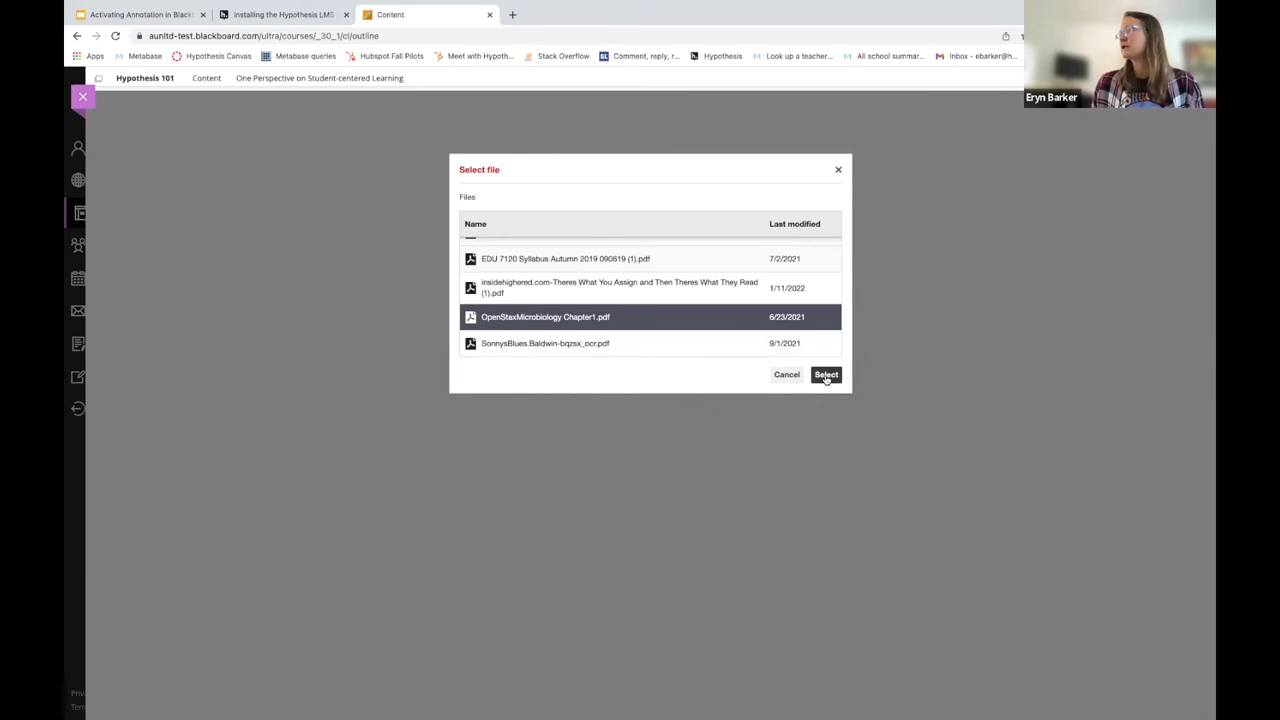 Activating Annotation in Black
Installing the Hypothesis LMS
Content
aunltd-test.blackboard.com/ultra/courses/_30_1/cl/outline
Apps
Metabase
Hypothesis Canvas
Metabase queries
Hubspot Fall Pilots
Meet with Hypoth...
Stack Overflow
Comment, reply, r...
Hypothesis
Look up a teacher...
All school summar...
Inbox - ebarker@h...
Hypothesis 101
Content
One Perspective on Student-centered Learning
Eryn Barker
Select file
Files
Name
Last modified
EDU 7120 Syllabus Autumn 2019 090619 (1).pdf
7/2/2021
insidehighered.com-Theres What You Assign and Then Theres What They Read
(1).pdf
1/11/2022
OpenStaxMicrobiology Chapter1.pdf
6/23/2021
SonnysBlues.Baldwin-bqzsx_ocr.pdf
9/1/2021
Cancel
Select
Priv
Tern